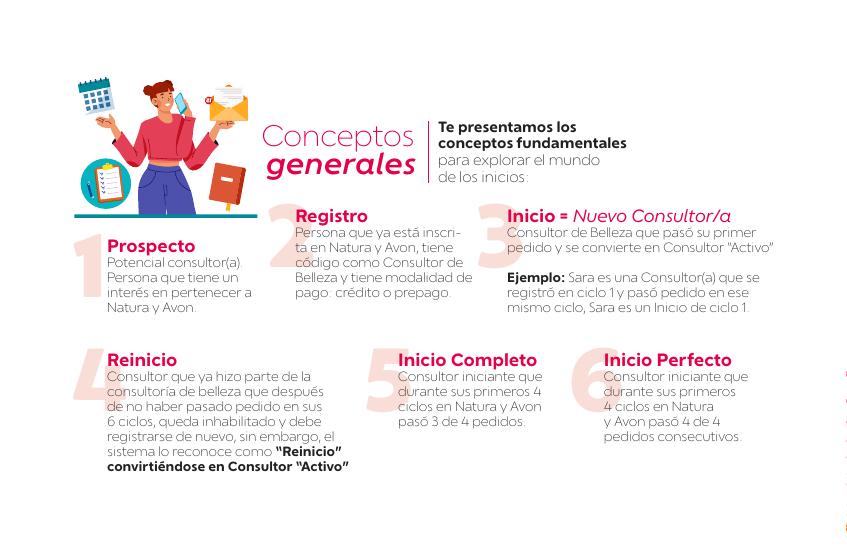 Conceptos
generales
Te presentamos los
conceptos fundamentales
para explorar el mundo
de los inicios:
1
Prospecto
Potencial consultor(a).
Persona que tiene un
interés en pertenecer a
Natura y Avon.
2
Registro
Persona que ya está inscri-
ta en Natura y Avon, tiene
código como Consultor de
Belleza y tiene modalidad de
pago: crédito o prepago.
3
Inicio = Nuevo Consultor/a
Consultor de Belleza que pasó su primer
pedido y se convierte en Consultor “Activo”
Ejemplo: Sara es una Consultor(a) que se
registró en ciclo 1 y pasó pedido en ese
mismo ciclo, Sara es un Inicio de ciclo 1.
4
Reinicio
Consultor que ya hizo parte de la
consultoría de belleza que después
de no haber pasado pedido en sus
6 ciclos, queda inhabilitado y debe
registrarse de nuevo, sin embargo, el
sistema lo reconoce como “Reinicio”
convirtiéndose en Consultor “Activo”
5
Inicio Completo
Consultor iniciante que
durante sus primeros 4
ciclos en Natura y Avon
pasó 3 de 4 pedidos.
6
Inicio Perfecto
Consultor iniciante que
durante sus primeros
4 ciclos en Natura
y Avon pasó 4 de 4
pedidos consecutivos.